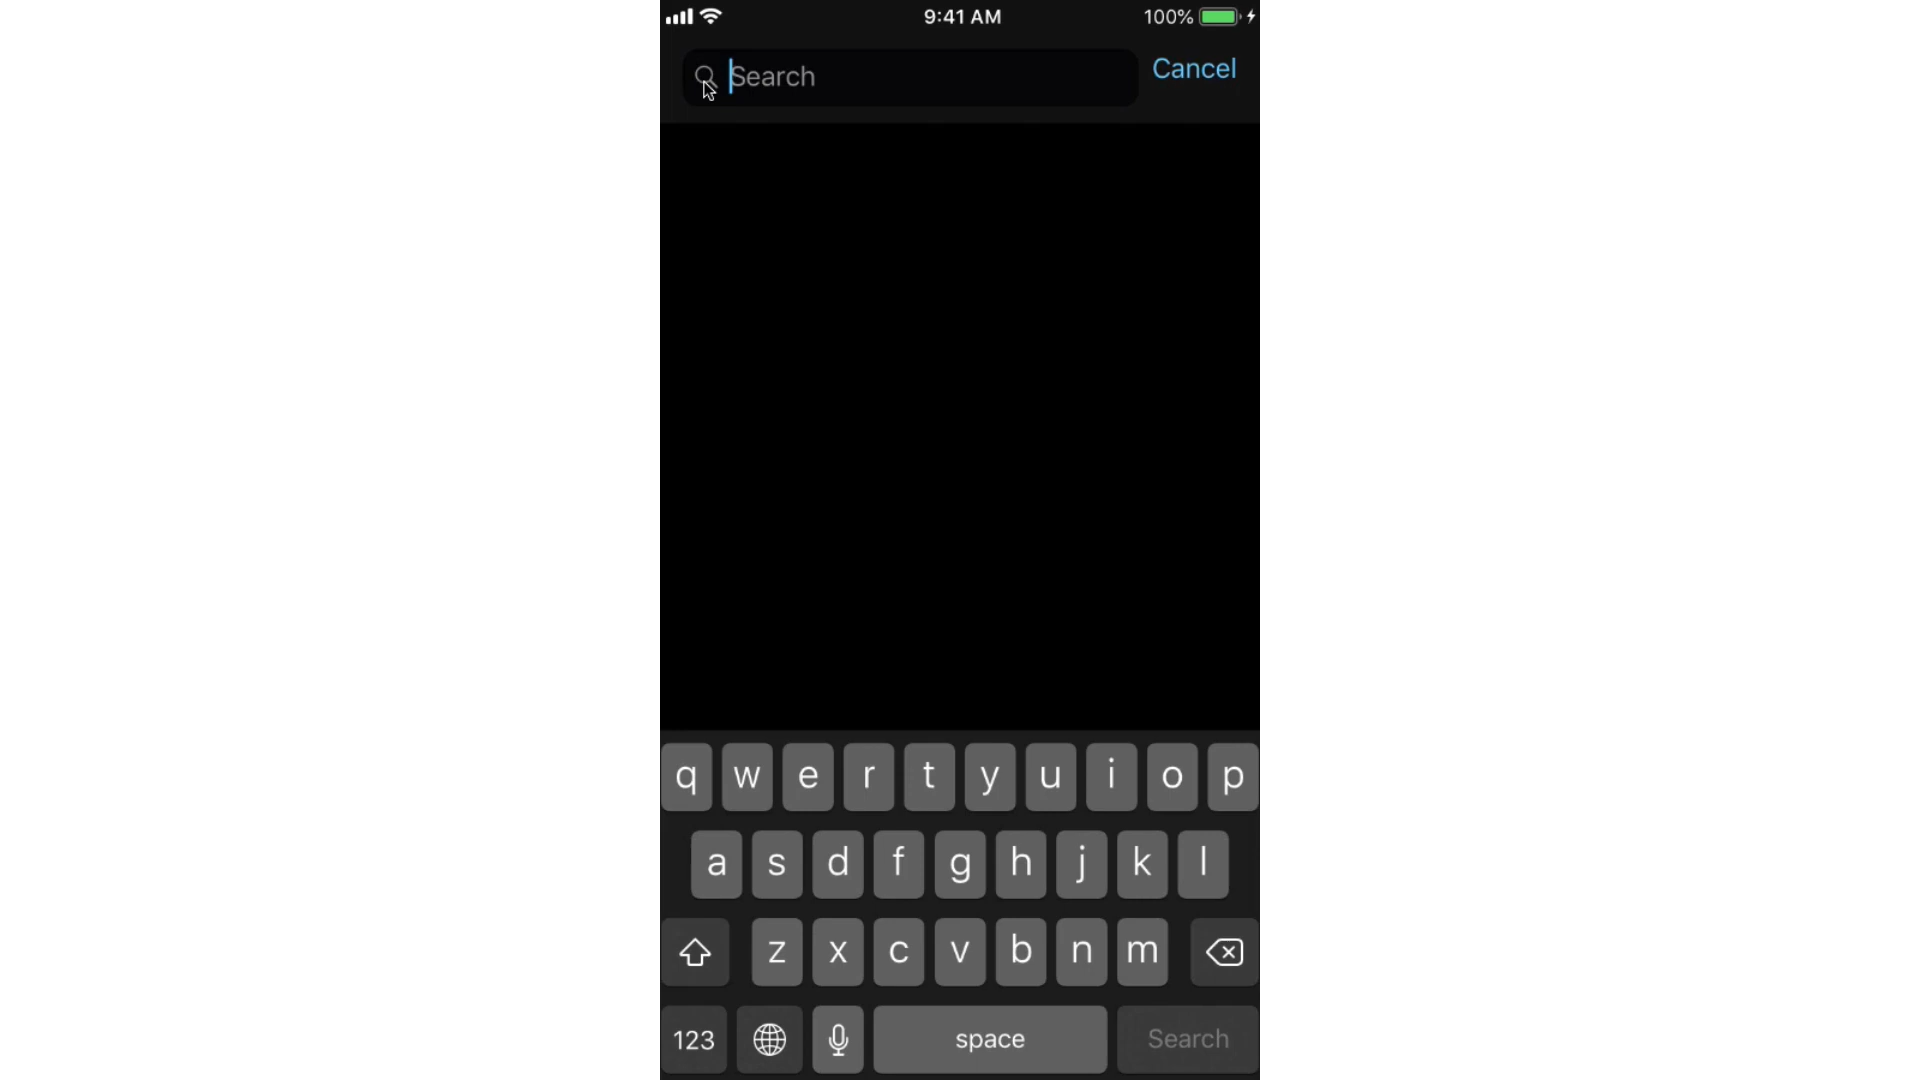 9:41 AM
100%
Search
Cancel
q w e r t y u i o p
a s d f g h j k l
z x c v b n m
123
space
Search